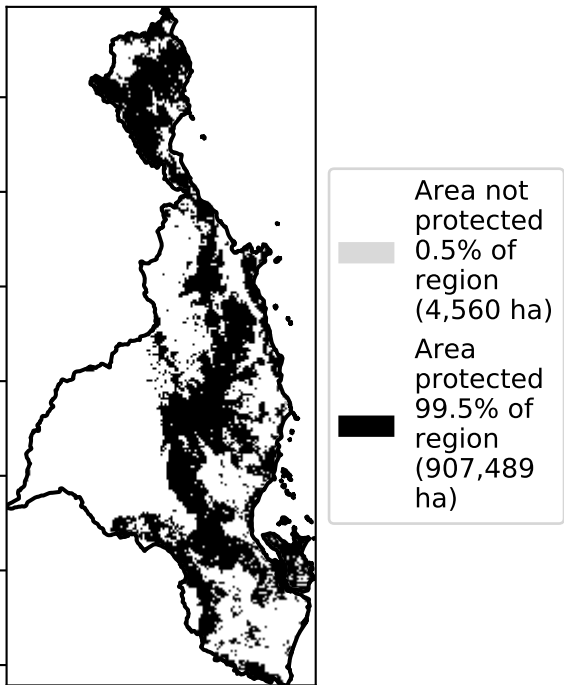 Area not
protected
0.5% of
region
(4,560 ha)
Area
protected
99.5% of
region
(907,489
ha)